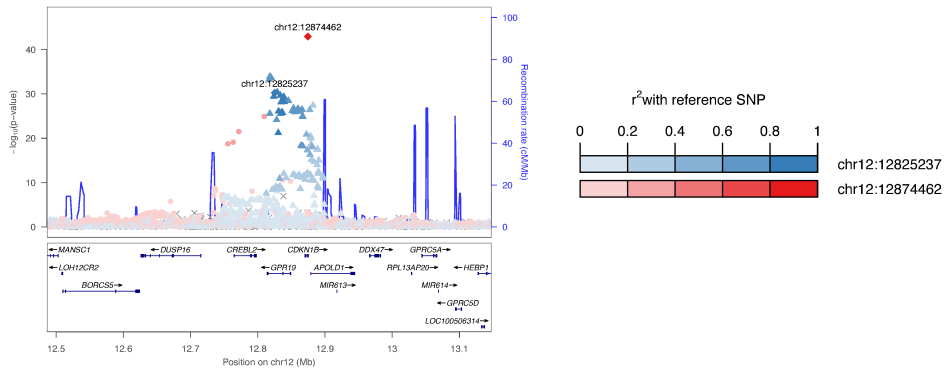 chr12:12874462
chr12:12825237
− log10(p−value)
0
10
20
30
40
Recombination rate (cM/Mb)
0
20
40
60
80
100
MANSC1
DUSP16
CREBL2
CDKN1B
DDX47
GPRC5A
LOH12CR2
GPR19
APOLD1
RPL13AP20
HEBP1
BORCS5
MIR613
MIR614
GPRC5D
LOC100506314
12.5 12.6 12.7 12.8 12.9 13 13.1
Position on chr12 (Mb)
r2 with reference SNP
0 0.2 0.4 0.6 0.8 1
chr12:12825237
chr12:12874462